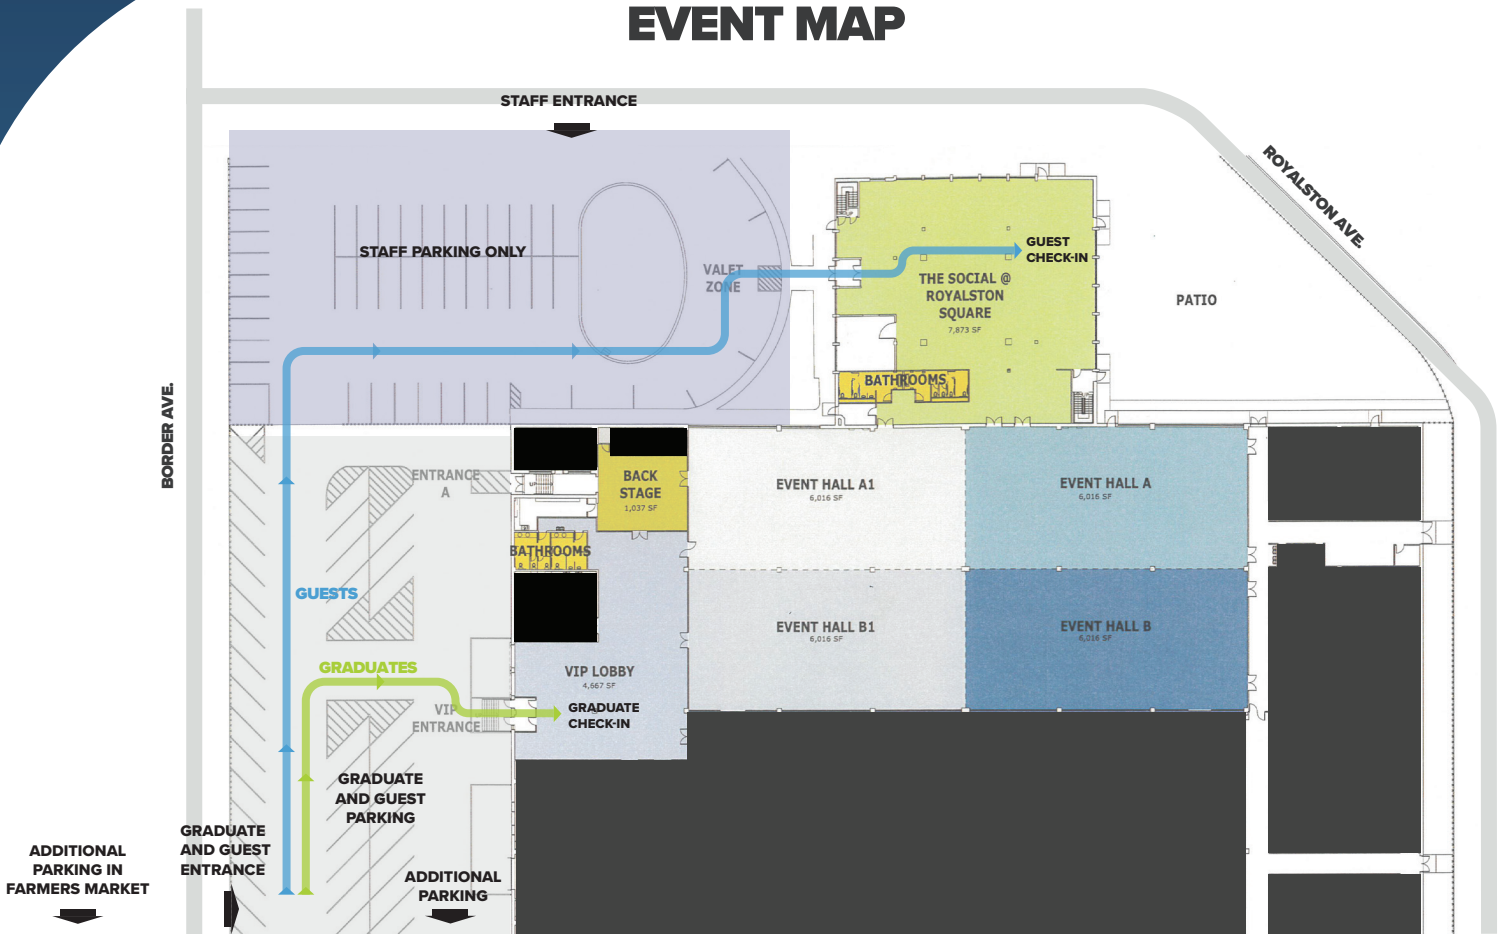 EVENT MAP
STAFF ENTRANCE
ROYALSTON AVE.
STAFF PARKING ONLY
VALET
ZONE
GUEST
CHECK-IN
THE SOCIAL @
ROYALSTON
SQUARE
7,873 SF
PATIO
BATHROOMS
BORDER AVE.
ENTRANCE
A
BACK
STAGE
1,037 SF
EVENT HALL A1
6,016 SF
EVENT HALL A
6,016 SF
BATHROOMS
GUESTS
EVENT HALL B1
6,016 SF
EVENT HALL B
6,016 SF
GRADUATES
VIP LOBBY
4,667 SF
VIP
ENTRANCE
GRADUATE
CHECK-IN
GRADUATE
AND GUEST
PARKING
GRADUATE
AND GUEST
ENTRANCE
ADDITIONAL
PARKING IN
FARMERS MARKET
ADDITIONAL
PARKING